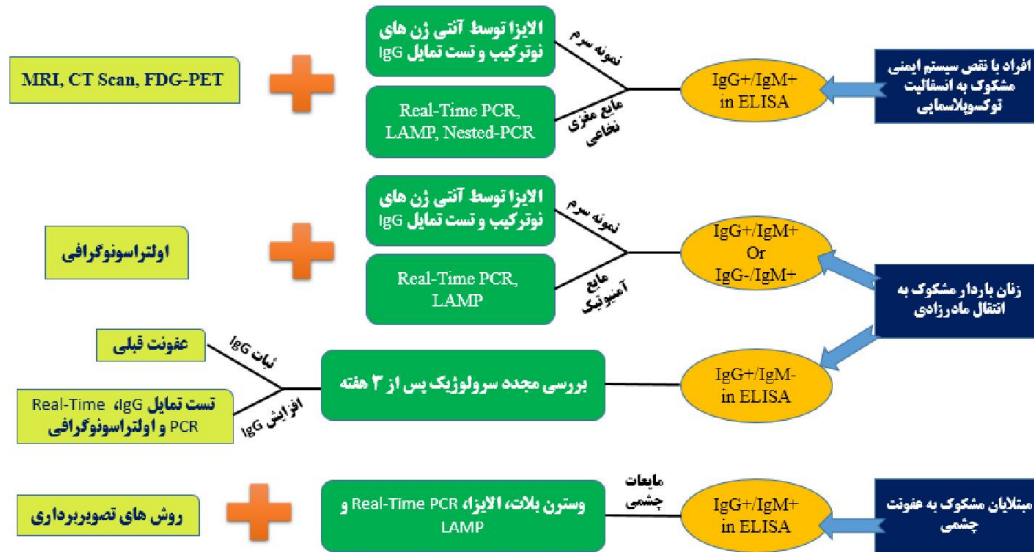 افراد با نقص سیستم ایمنی
مشکوک به انسفالیت
توکسوپلاسمایی
IgG+/IgM+
in ELISA
نمونه سرم
مایع مغزی
نخاعی
الایزا توسط آنتی ژن های
نوترکیب و تست تمایل IgG
Real-Time PCR,
LAMP, Nested-PCR
MRI, CT Scan, FDG-PET
زنان باردار مشکوک به
انتقال مادرزادی
IgG+/IgM+
Or
IgG-/IgM+
نمونه سرم
مایع
آمنیوتیک
الایزا توسط آنتی ژن های
نوترکیب و تست تمایل IgG
Real-Time PCR,
LAMP
اولتراسونوگرافی
IgG+/IgM-
in ELISA
بررسی مجدد سرولوژیک پس از ۳ هفته
ثبات IgG
افزایش IgG
عفونت قبلی
تست تمایل IgG، Real-Time
PCR و اولتراسونوگرافی
مبتلایان مشکوک به عفونت
چشمی
IgG+/IgM+
in ELISA
مایعات
چشمی
وسترن بلات، الایزا، Real-Time PCR و
LAMP
روش های تصویربرداری